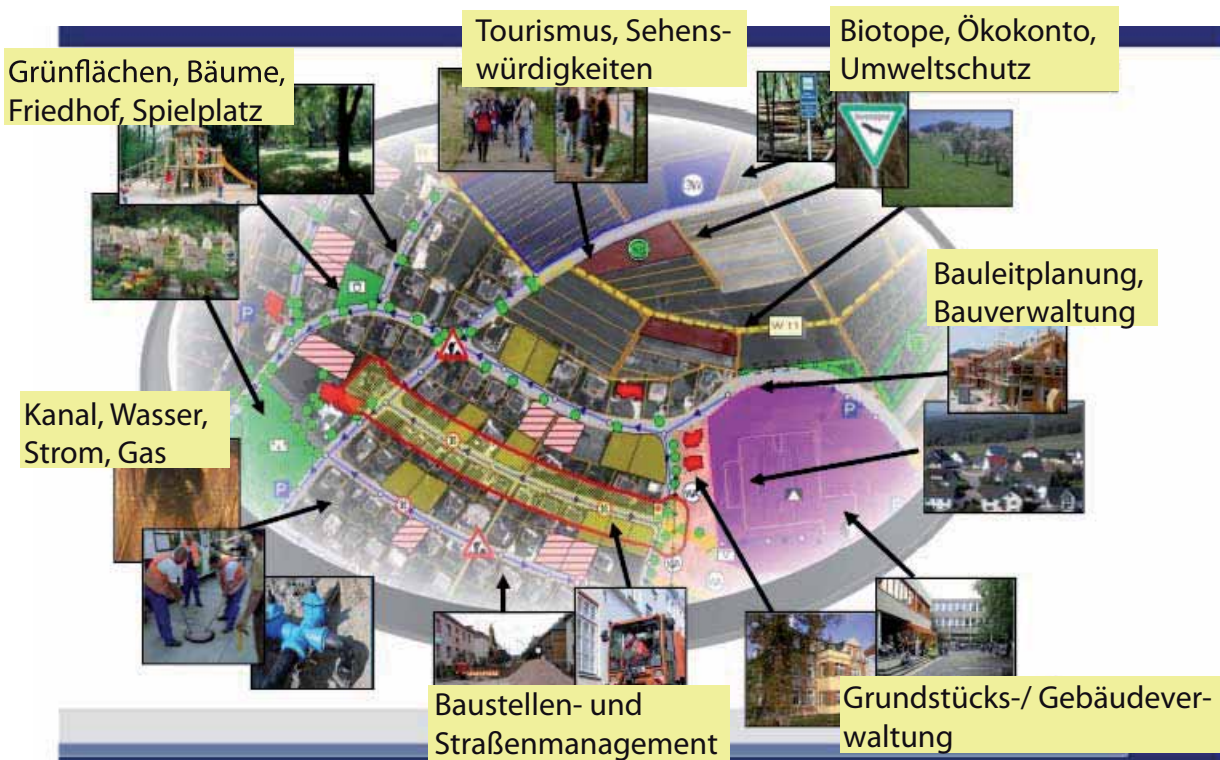 Tourismus, Sehens-
würdigkeiten
Biotope, Ökokonto,
Umweltschutz
Grünflächen, Bäume,
Friedhof, Spielplatz
Bauleitplanung,
Bauverwaltung
W 11
P
P
P
Kanal, Wasser,
Strom, Gas
Baustellen- und
Straßenmanagement
Grundstücks-/ Gebäudever-
waltung